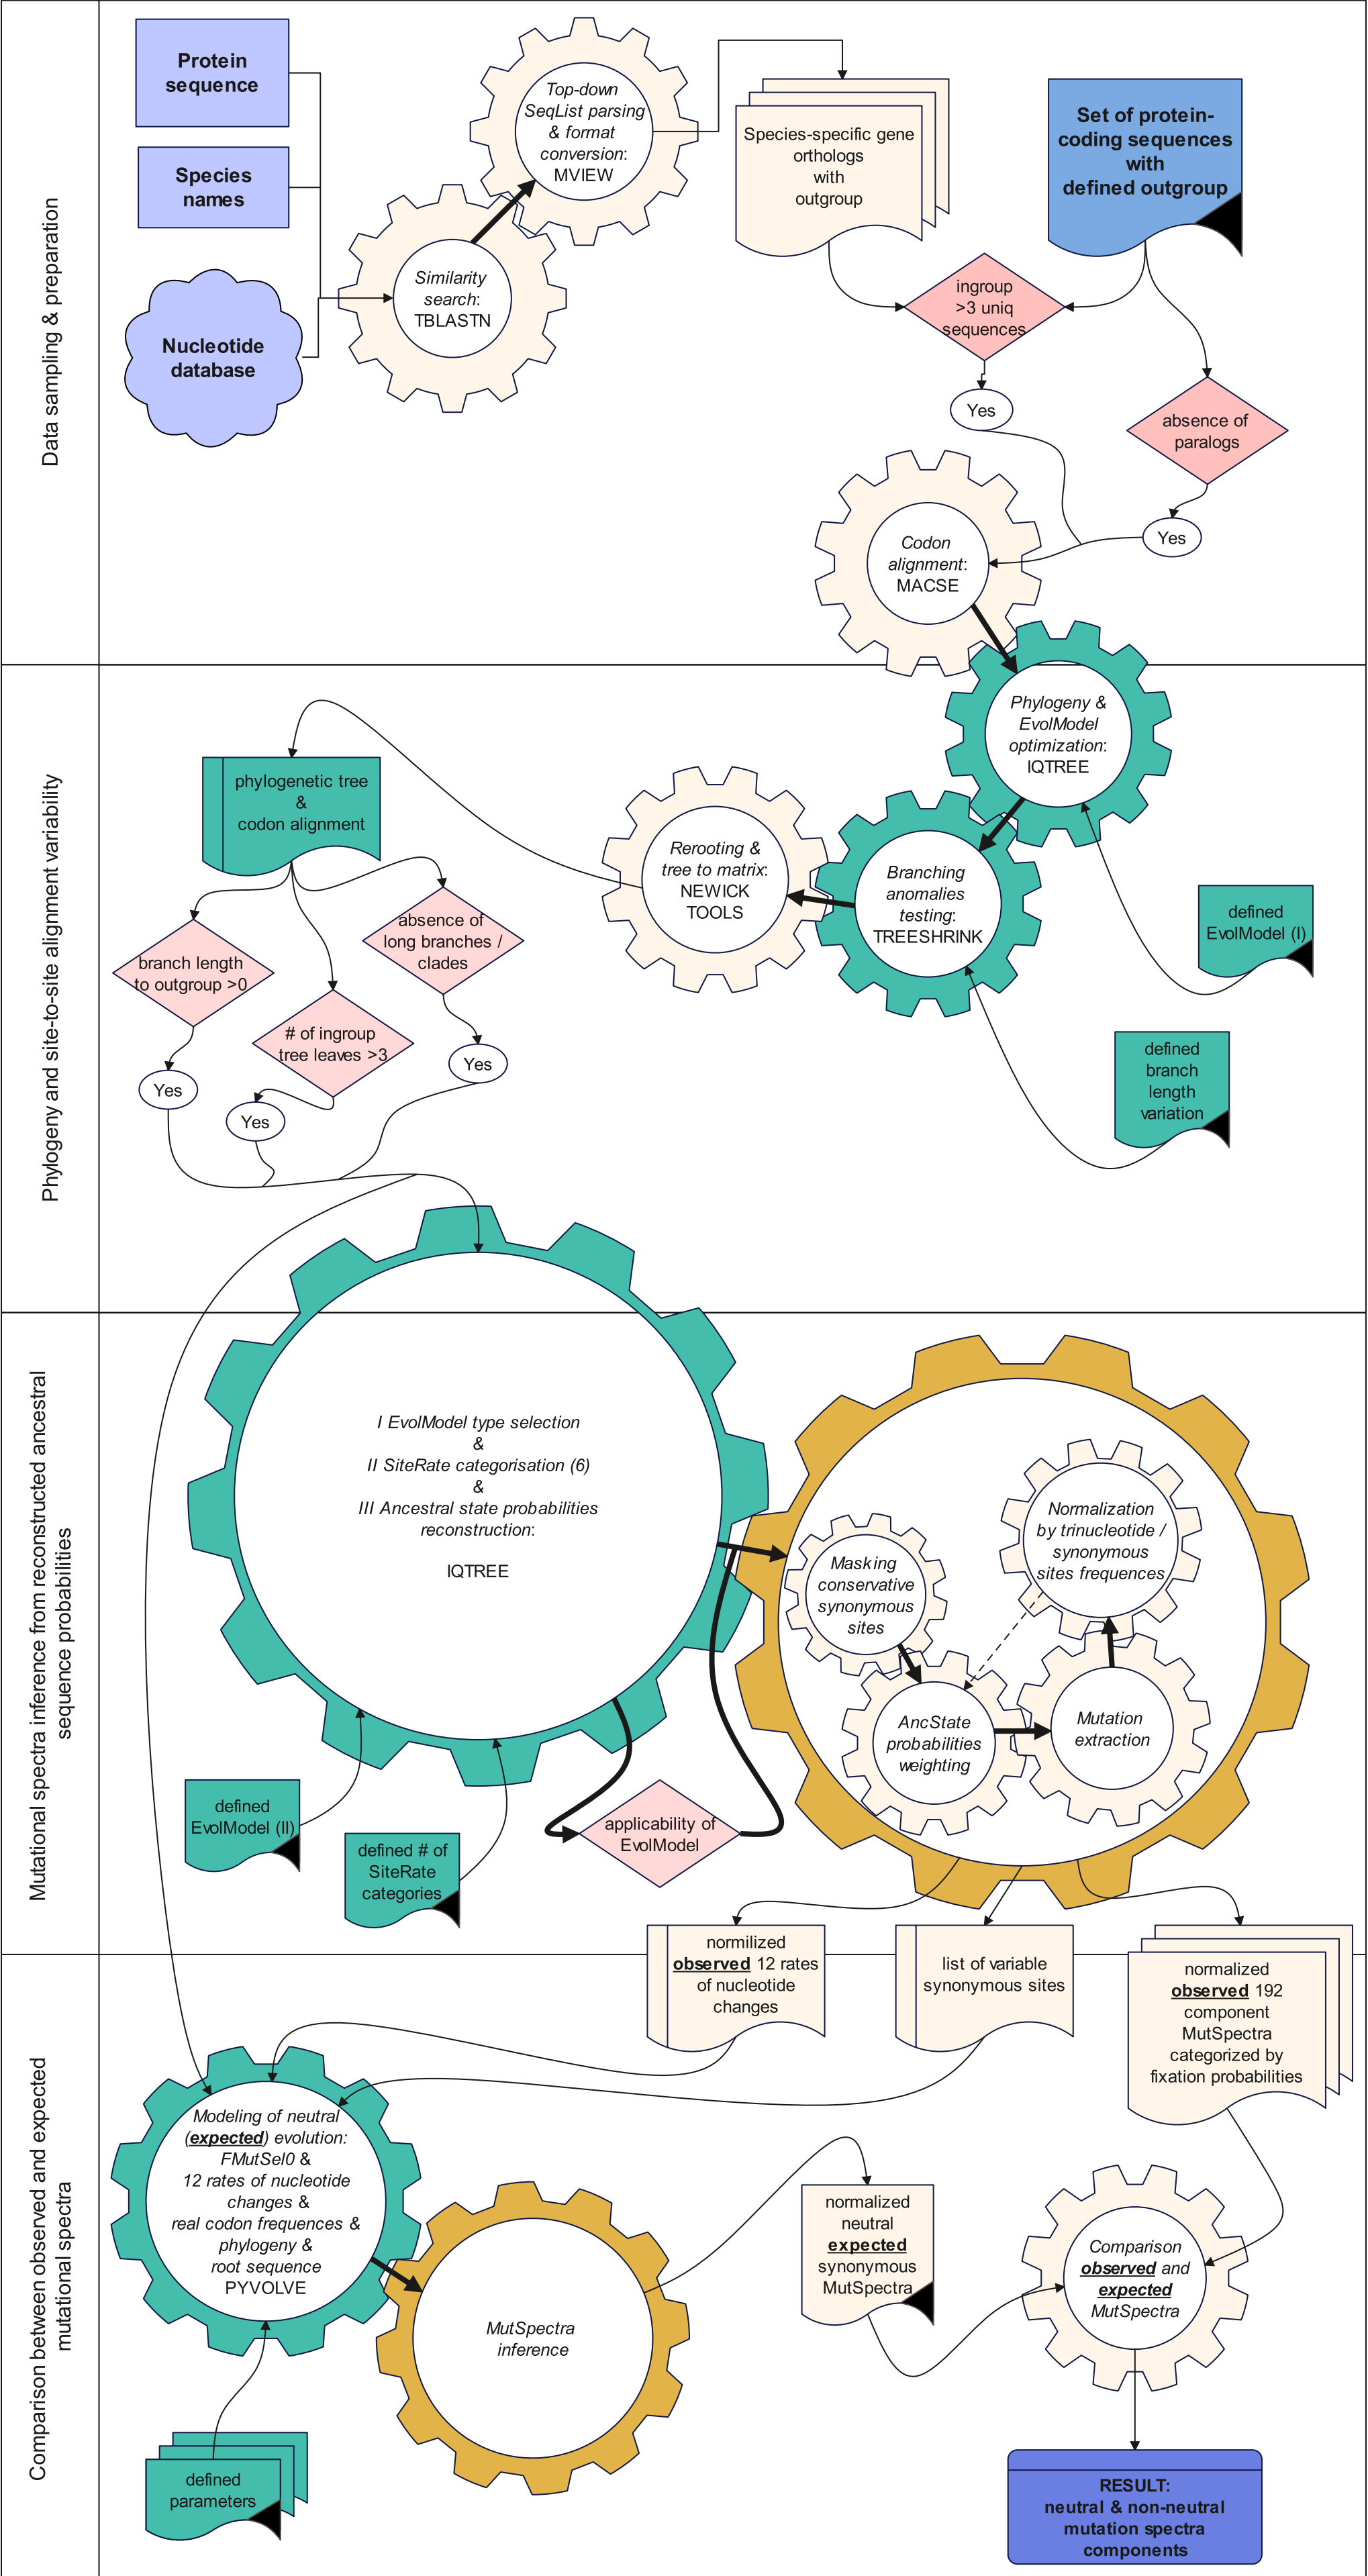 Data sampling & preparation
Protein
sequence
Species
names
Nucleotide
database
Similarity
search:
TBLASTN
Top-down
SeqList parsing
& format
conversion:
MVIEW
Species-specific gene
orthologs
with
outgroup
Set of protein-
coding sequences
with
defined outgroup
ingroup
>3 uniq
sequences
Yes
absence of
paralogs
Yes
Codon
alignment:
MACSE
Phylogeny and site-to-site alignment variability
Phylogeny &
EvolModel
optimization:
IQTREE
Branching
anomalies
testing:
TREESHRINK
Rerooting &
tree to matrix:
NEWICK
TOOLS
phylogenetic tree
&
codon alignment
defined
EvolModel (I)
defined
branch
length
variation
branch length
to outgroup >0
# of ingroup
tree leaves >3
absence of
long branches /
clades
Yes
Yes
Yes
Mutational spectra inference from reconstructed ancestral
sequence probabilities
I EvolModel type selection
&
II SiteRate categorisation (6)
&
III Ancestral state probabilities
reconstruction:
IQTREE
Masking
conservative
synonymous
sites
Normalization
by trinucleotide /
synonymous
sites frequences
AncState
probabilities
weighting
Mutation
extraction
defined
EvolModel (II)
defined # of
SiteRate
categories
applicability of
EvolModel
normilized
observed 12 rates
of nucleotide
changes
list of variable
synonymous sites
normalized
observed 192
component
MutSpectra
categorized by
fixation probabilities
Comparison between observed and expected
mutational spectra
Modeling of neutral
(expected) evolution:
FMutSel0 &
12 rates of nucleotide
changes &
real codon frequences &
phylogeny &
root sequence
PYVOLVE
MutSpectra
inference
normalized
neutral
expected
synonymous
MutSpectra
Comparison
observed and
expected
MutSpectra
defined
parameters
RESULT:
neutral & non-neutral
mutation spectra
components